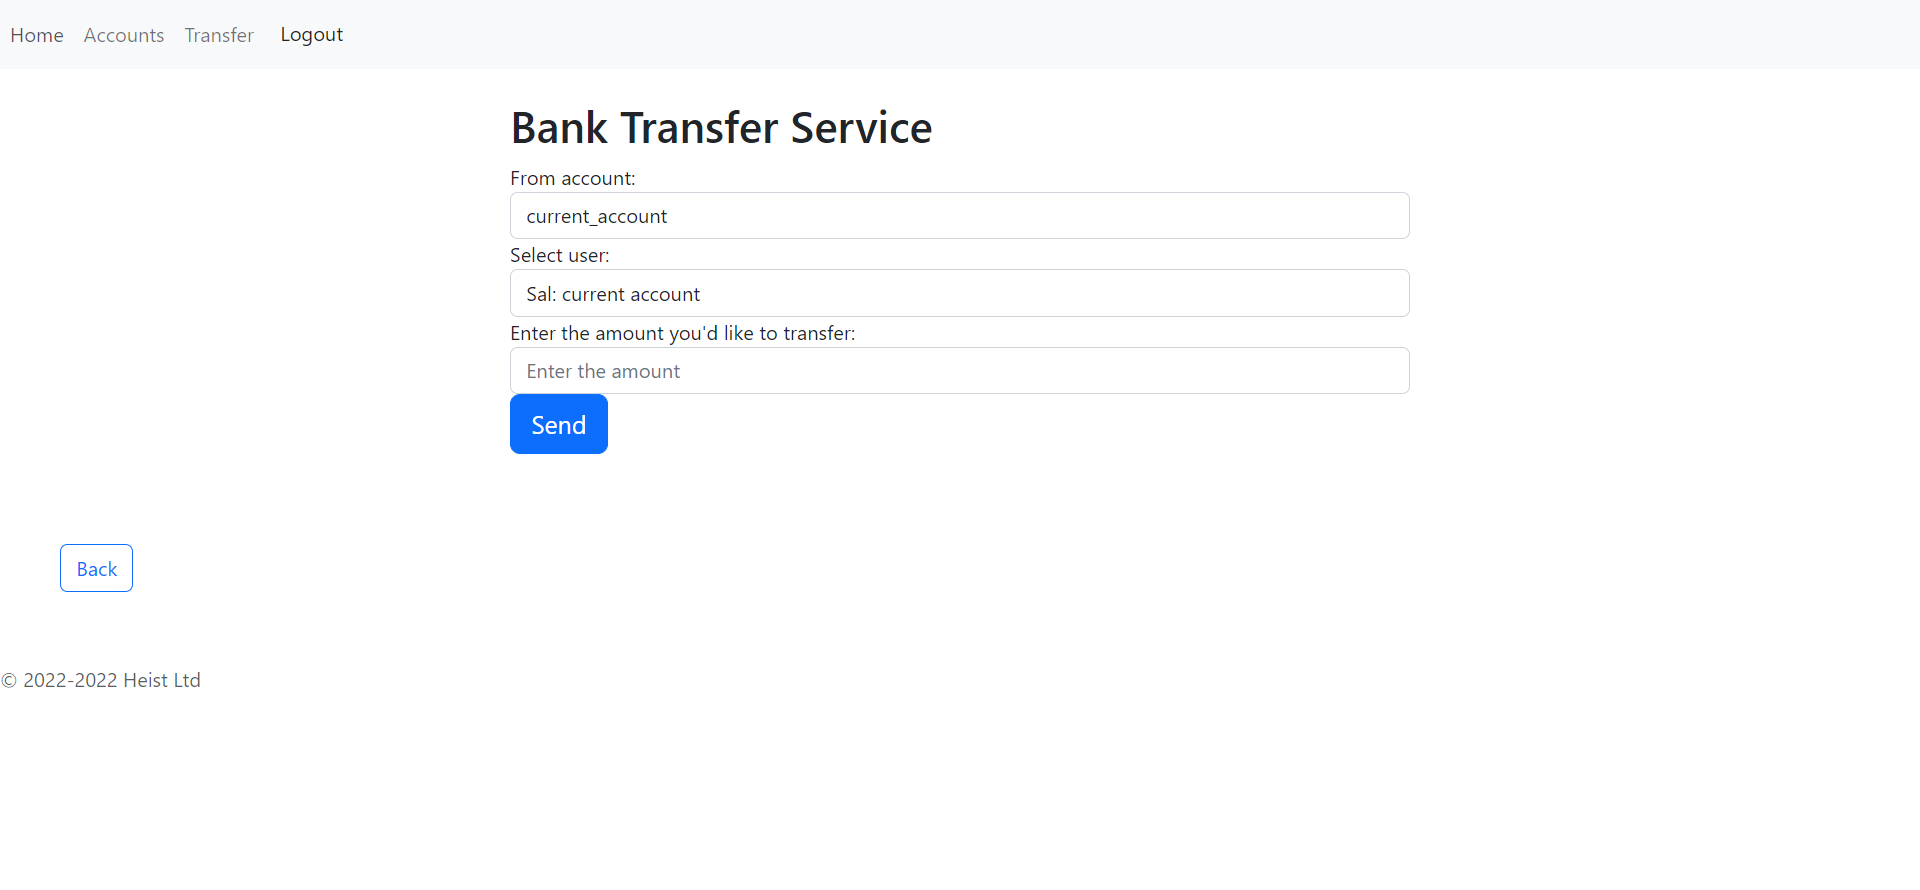 Home Accounts Transfer Logout
Bank Transfer Service
From account:
current_account
Select user:
Sal: current account
Enter the amount you'd like to transfer:
Enter the amount
Send
Back
© 2022-2022 Heist Ltd